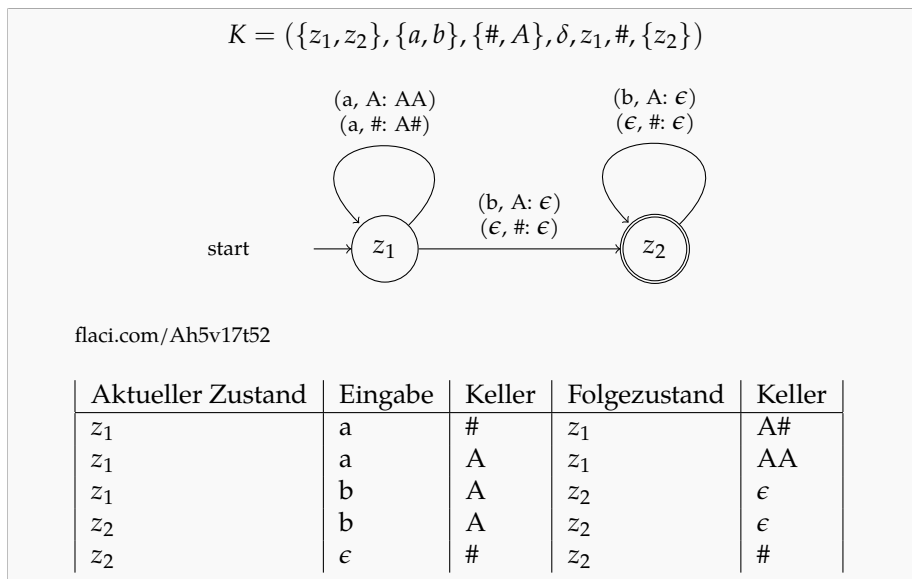 K = ({z₁, z₂}, {a, b}, {#, A}, δ, z₁, #, {z₂})
(a, A: AA)
(a, #: A#)
(b, A: ϵ)
(ϵ, #: ϵ)
(b, A: ϵ)
(ϵ, #: ϵ)
start
z₁
z₂
flaci.com/Ah5v17t52
Aktueller Zustand | Eingabe | Keller | Folgezustand | Keller
z₁ | a | # | z₁ | A#
z₁ | a | A | z₁ | AA
z₁ | b | A | z₂ | ϵ
z₂ | b | A | z₂ | ϵ
z₂ | ϵ | # | z₂ | #